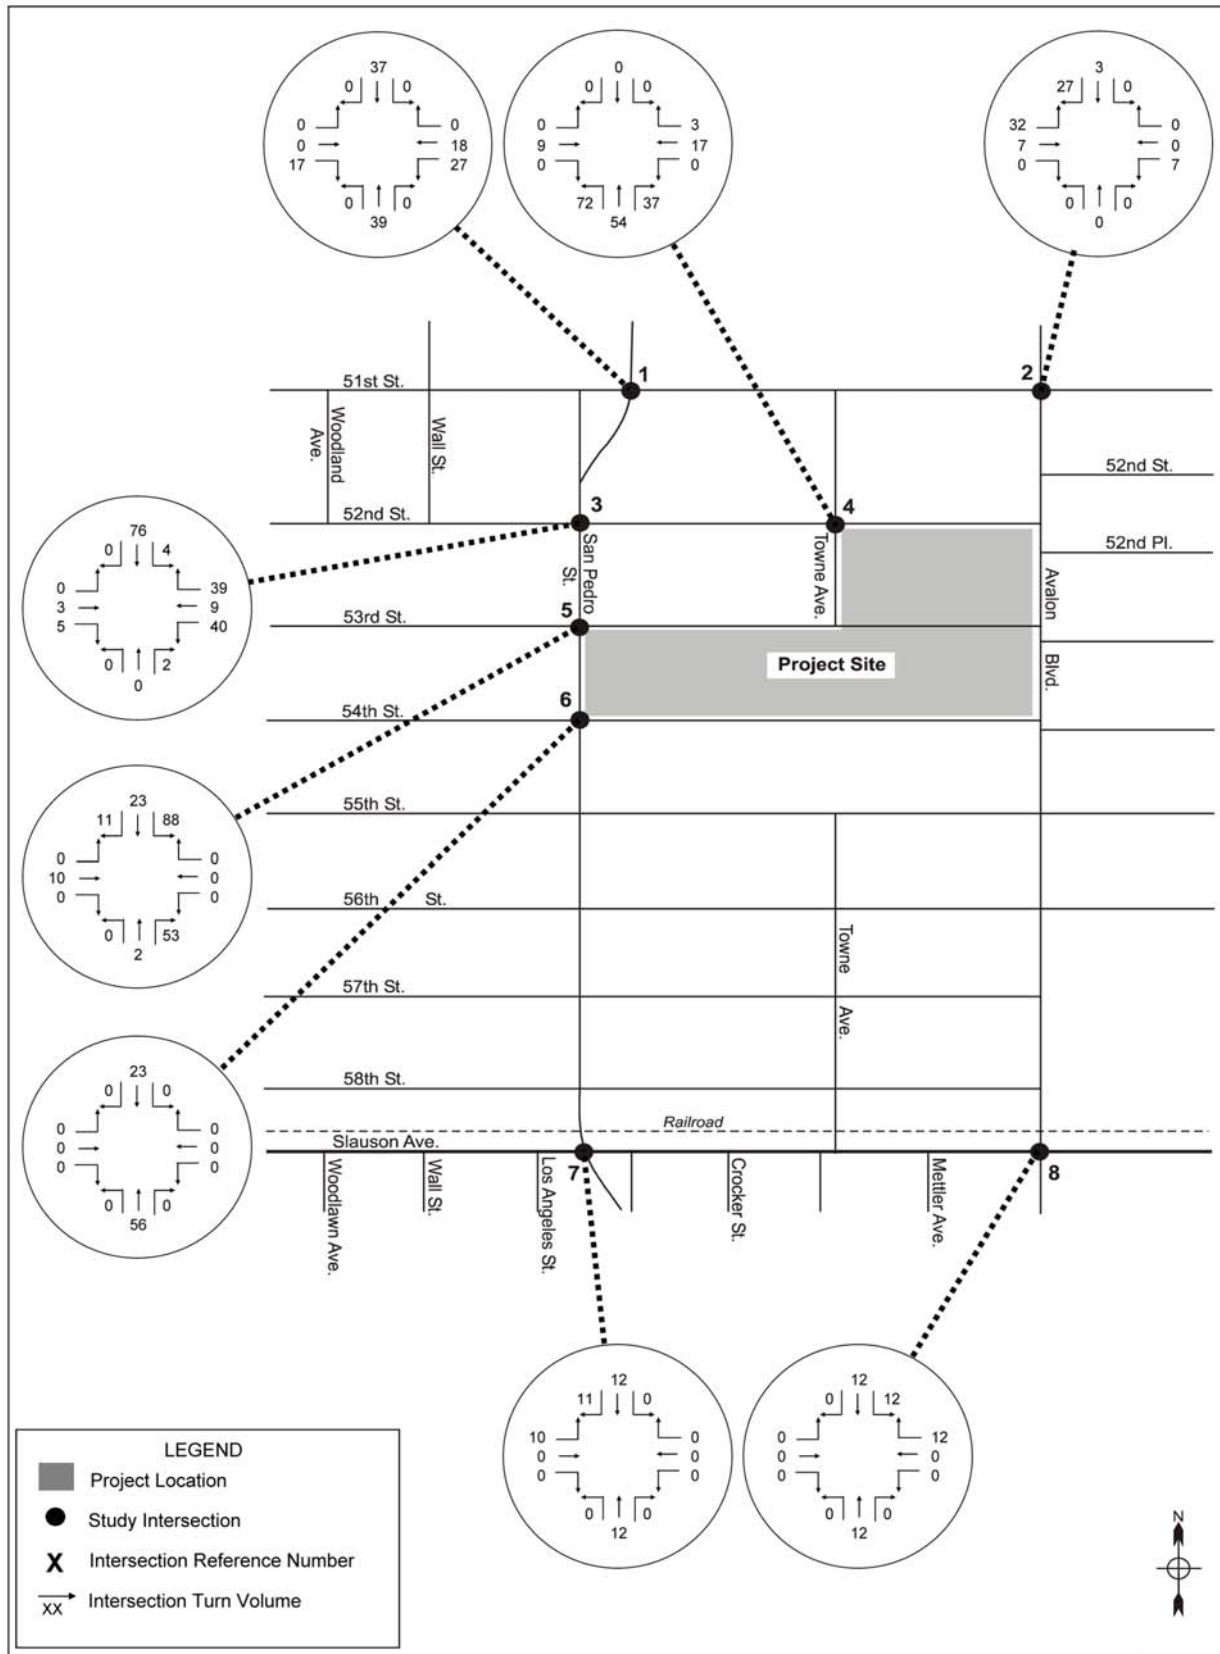 37
0 0
0 0
0 18
17 27
0 0
39
0
0 0
0 3
9 17
0 0
72 37
54
3
27 0
32 0
7 0
0 7
0 0
0
51st St.
1
2
Woodland Ave.
Wall St.
52nd St.
52nd St.
3
4
52nd Pl.
San Pedro St.
Towne Ave.
Avalon Blvd.
53rd St.
5
Project Site
54th St.
6
76
0 4
0 39
3 9
5 40
0 2
0
55th St.
23
11 88
0 0
10 0
0 0
0 53
2
56th St.
Towne Ave.
57th St.
58th St.
23
0 0
0 0
0 0
0 0
0 0
56
Railroad
Slauson Ave.
7
8
Woodlawn Ave.
Wall St.
Los Angeles St.
Crocker St.
Mettler Ave.
12
11 0
10 0
0 0
0 0
0 0
12
12
0 12
0 12
0 0
0 0
0 0
12
LEGEND
Project Location
Study Intersection
X Intersection Reference Number
XX Intersection Turn Volume
N